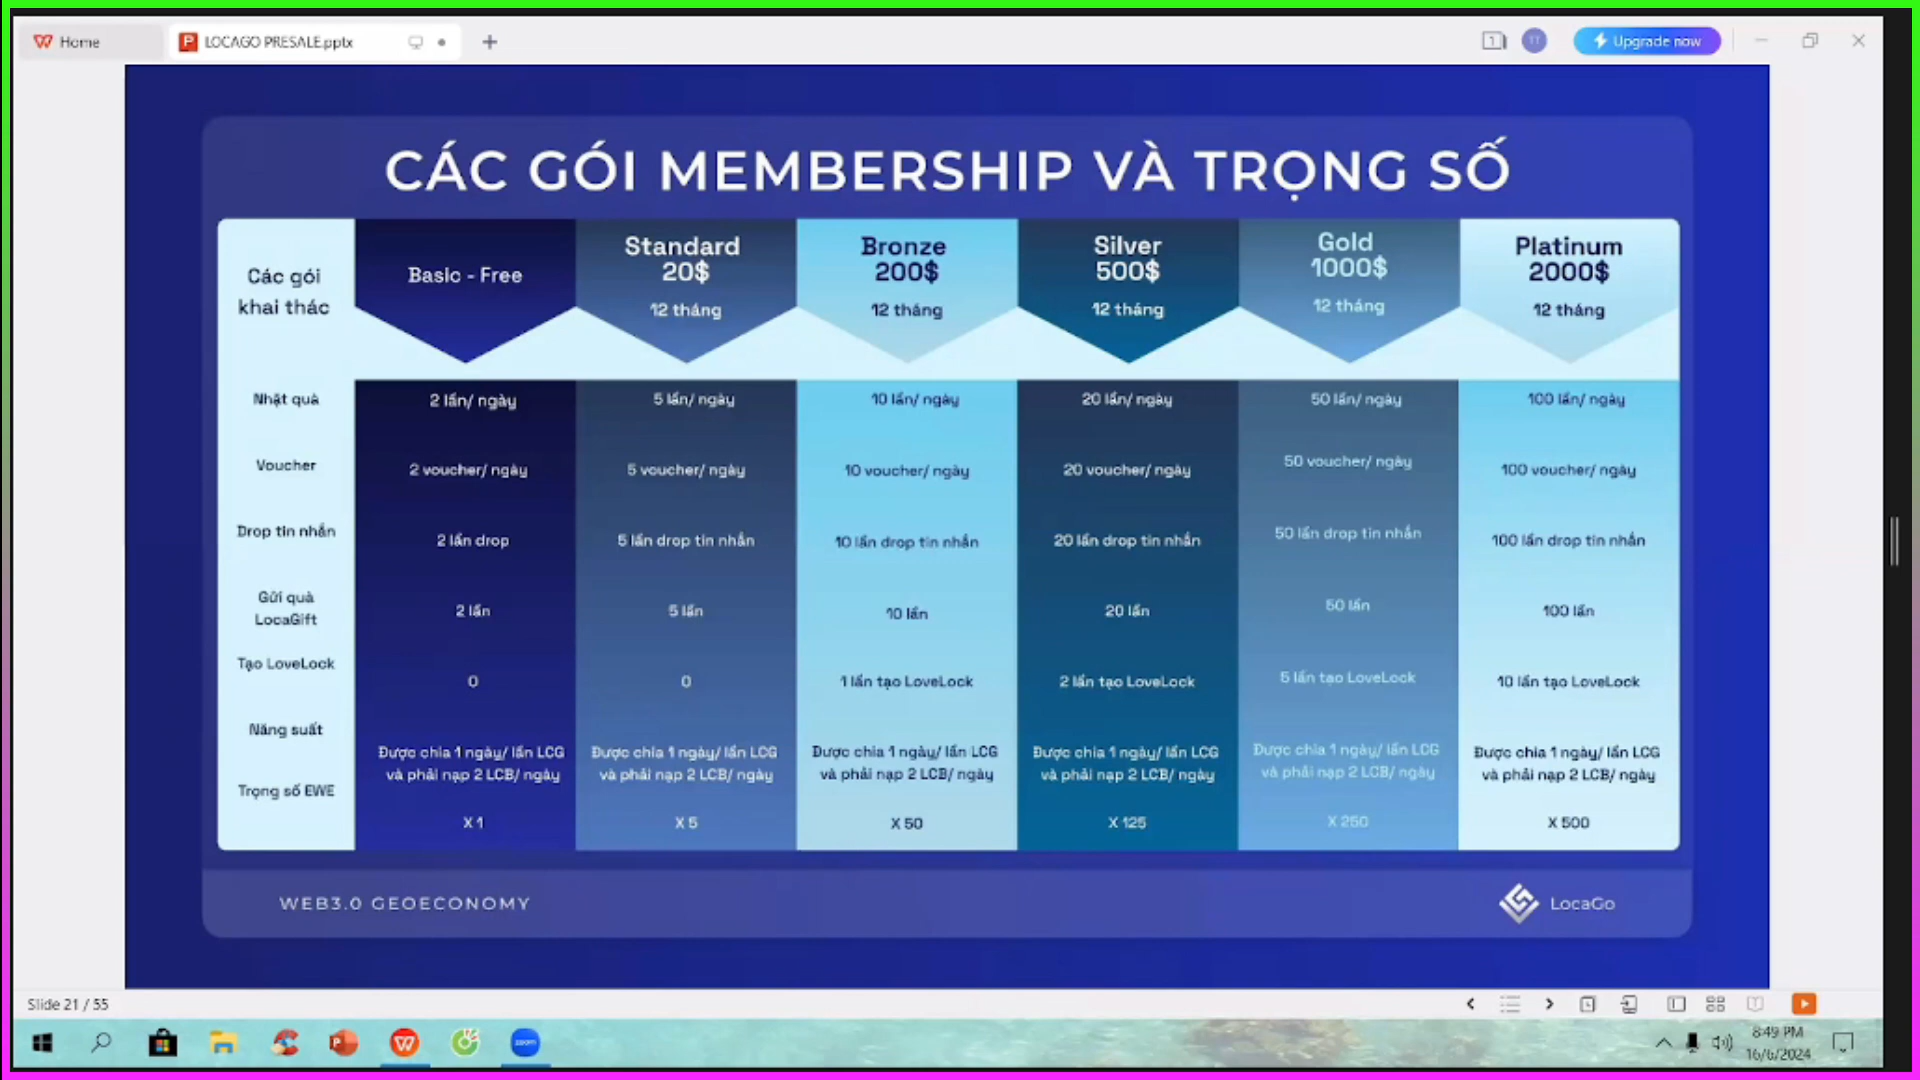 Home
LOCAGO PRESALE.pptx
Upgrade now
CÁC GÓI MEMBERSHIP VÀ TRỌNG SỐ
Các gói
khai thác
Basic - Free
Standard
20$
12 tháng
Bronze
200$
12 tháng
Silver
500$
12 tháng
Gold
1000$
12 tháng
Platinum
2000$
12 tháng
Nhặt quà
2 lần/ ngày
5 lần/ ngày
10 lần/ ngày
20 lần/ ngày
50 lần/ ngày
100 lần/ ngày
Voucher
2 voucher/ ngày
5 voucher/ ngày
10 voucher/ ngày
20 voucher/ ngày
50 voucher/ ngày
100 voucher/ ngày
Drop tin nhắn
2 lần drop
5 lần drop tin nhắn
10 lần drop tin nhắn
20 lần drop tin nhắn
50 lần drop tin nhắn
100 lần drop tin nhắn
Gửi quà
LocaGift
2 lần
5 lần
10 lần
20 lần
50 lần
100 lần
Tạo LoveLock
0
0
1 lần tạo LoveLock
2 lần tạo LoveLock
5 lần tạo LoveLock
10 lần tạo LoveLock
Năng suất
Được chia 1 ngày/ lần LCG
và phải nạp 2 LCB/ ngày
Được chia 1 ngày/ lần LCG
và phải nạp 2 LCB/ ngày
Được chia 1 ngày/ lần LCG
và phải nạp 2 LCB/ ngày
Được chia 1 ngày/ lần LCG
và phải nạp 2 LCB/ ngày
Được chia 1 ngày/ lần LCG
và phải nạp 2 LCB/ ngày
Được chia 1 ngày/ lần LCG
và phải nạp 2 LCB/ ngày
Trọng số EWE
X 1
X 5
X 50
X 125
X 250
X 500
WEB3.0 GEOECONOMY
LocaGo
Slide 21 / 55
zoom
8:49 PM
16/6/2024